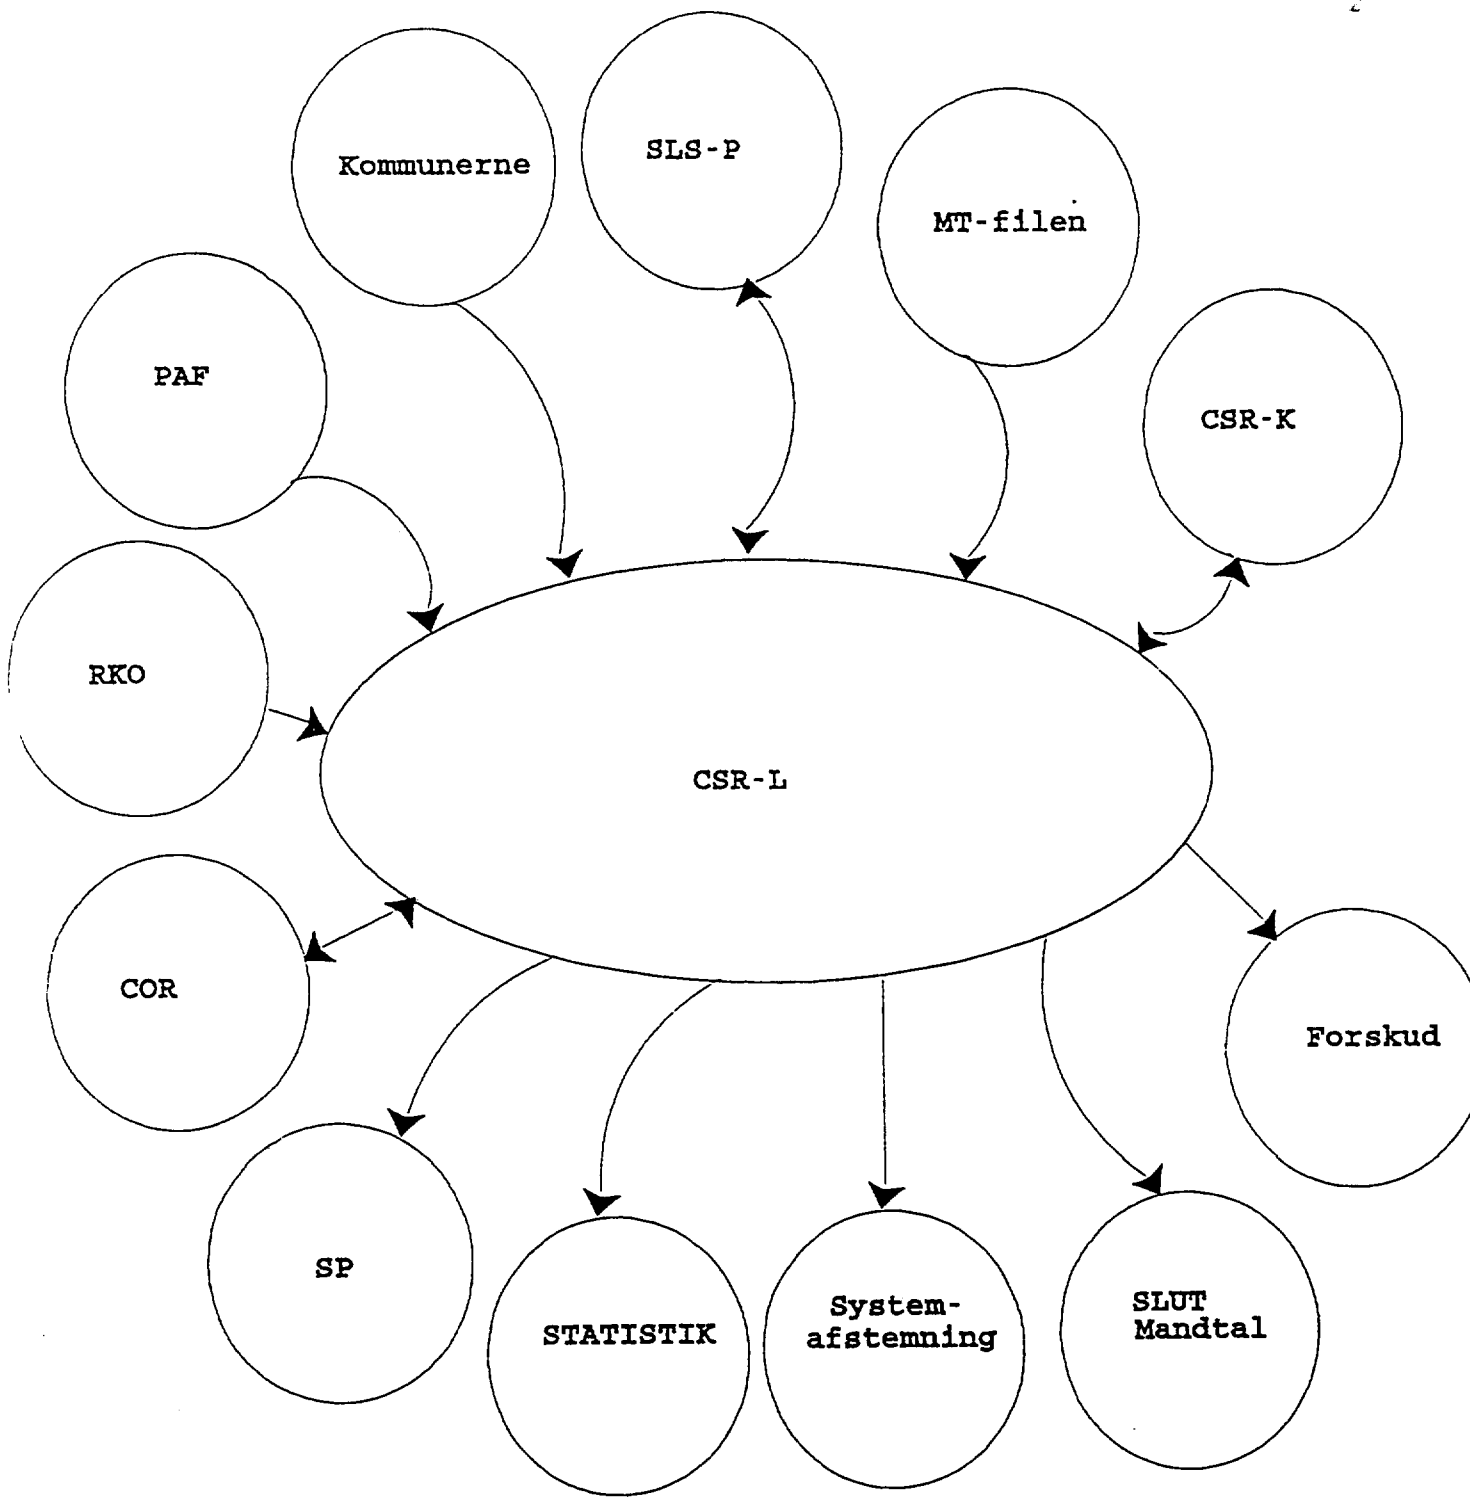 Kommunerne
SLS-P
MT-filen
PAF
CSR-K
RKO
CSR-L
COR
Forskud
SP
STATISTIK
System-
afstemning
SLUT
Mandtal